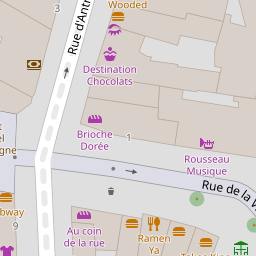 Wooded
3
Rue d'Antr
Destination
Chocolats
Brioche
Dorée
1
Rousseau
Musique
Rue de la V
9
Au coin
de la rue
Ramen
Ya